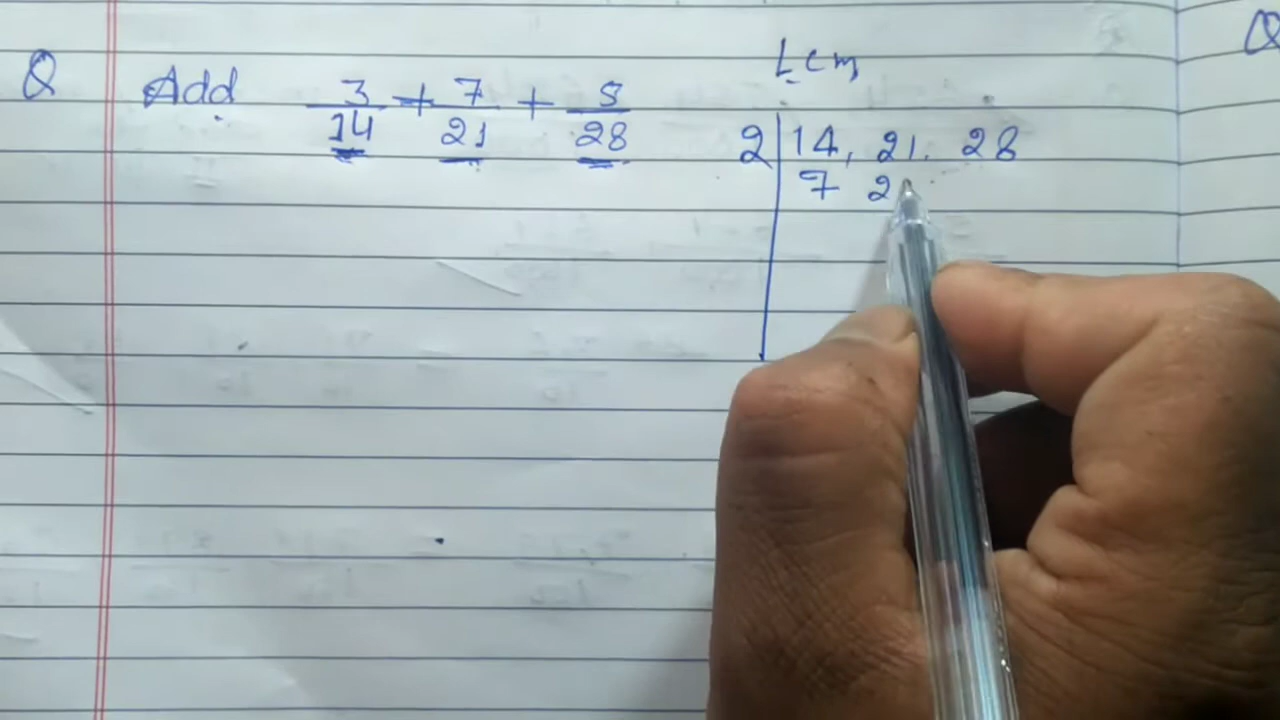 Lcm
Q Add 3/14 + 7/21 + 5/28
2 | 14, 21. 28
7 2
Q